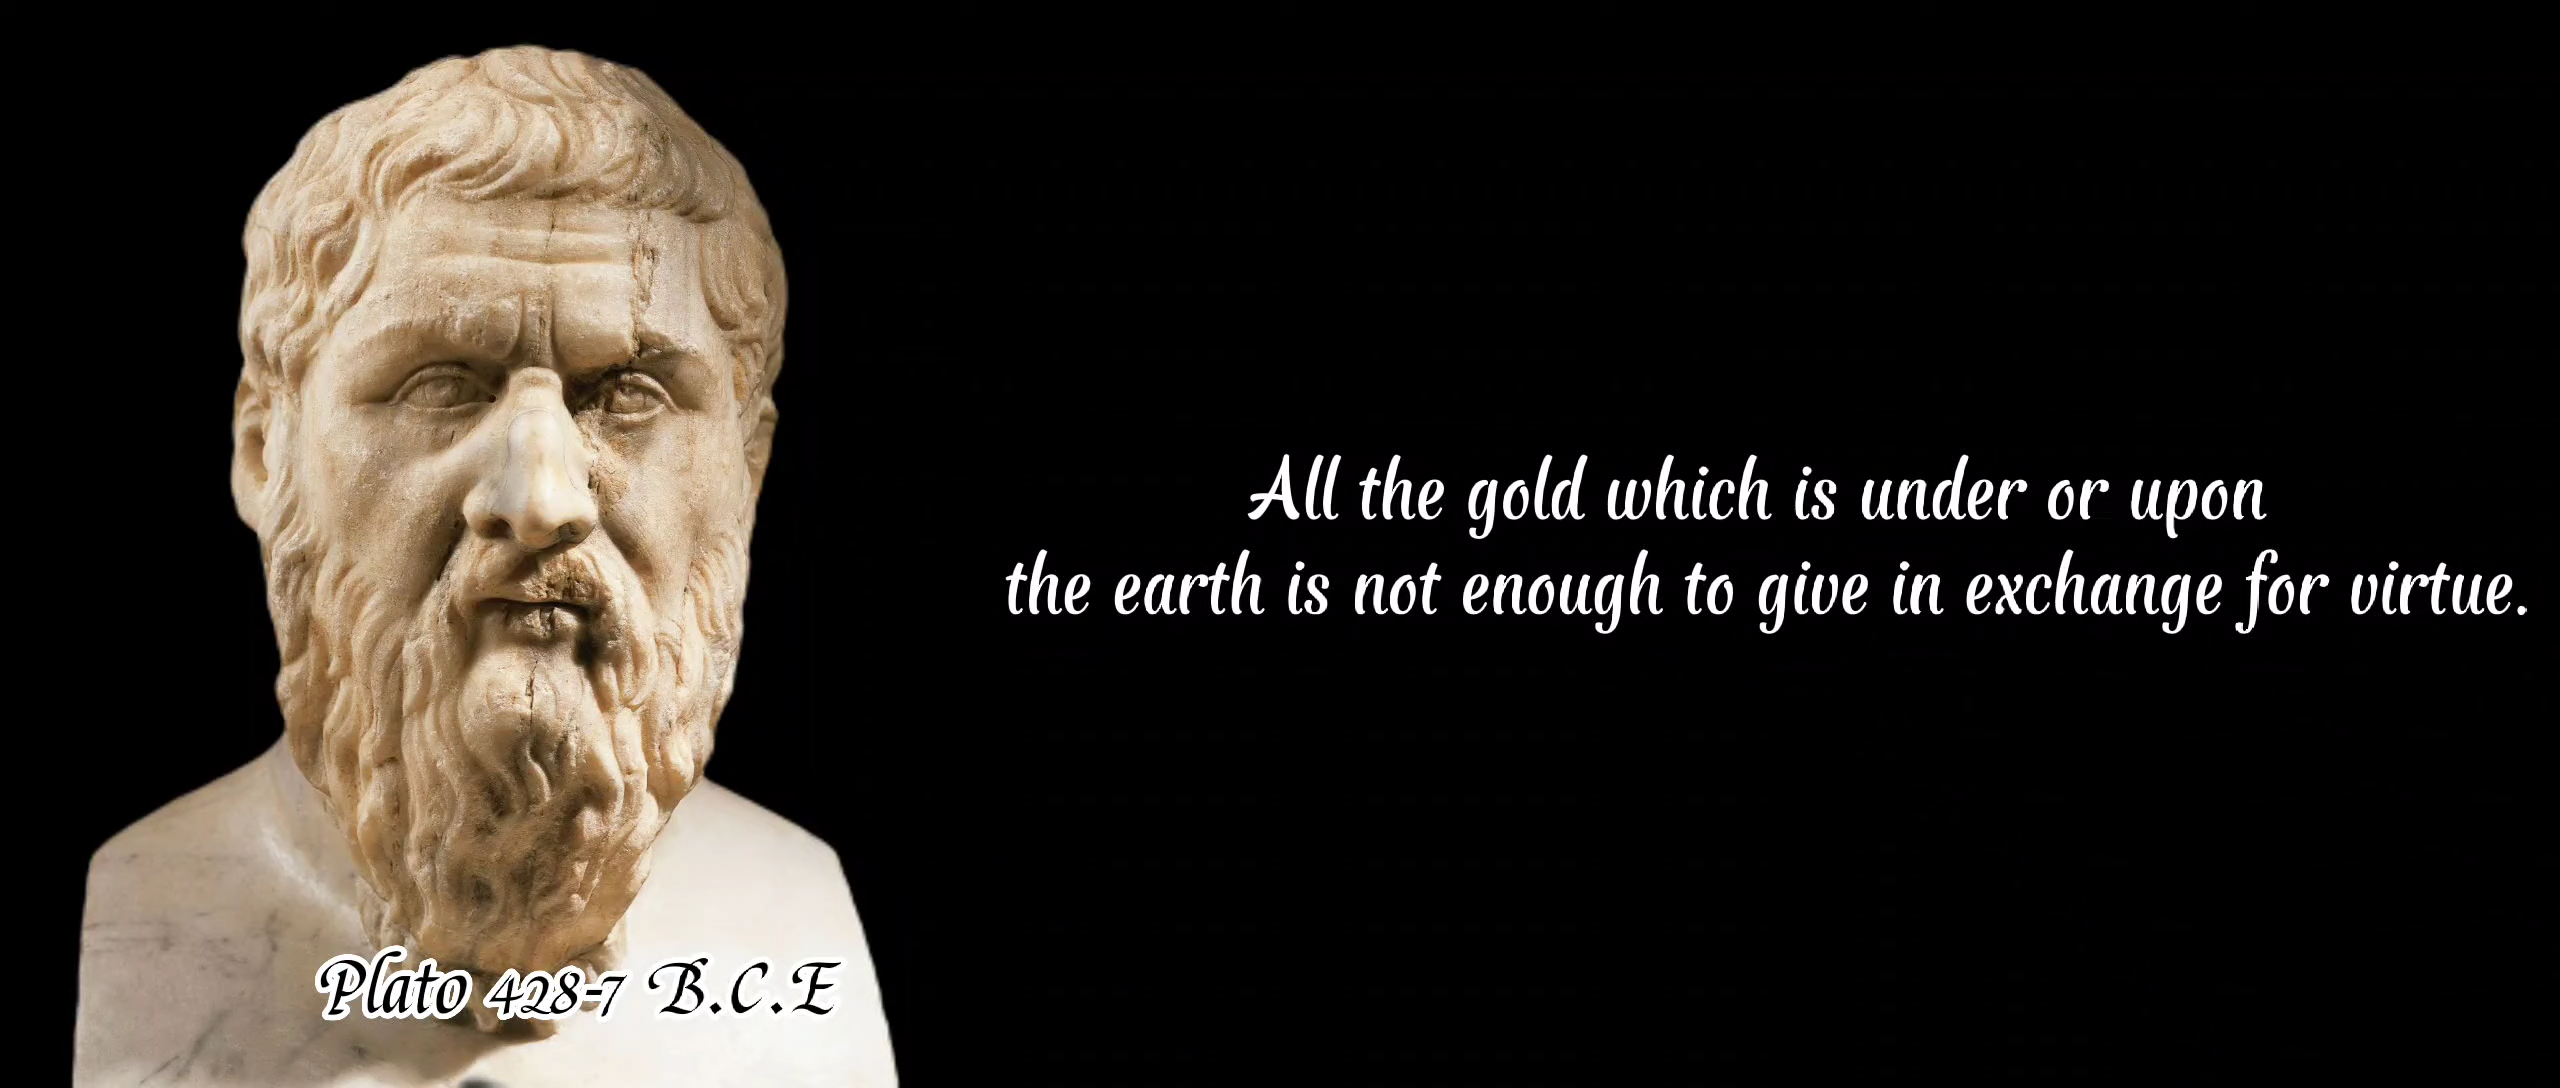 All the gold which is under or upon
the earth is not enough to give in exchange for virtue.
Plato 428-7 B.C.E